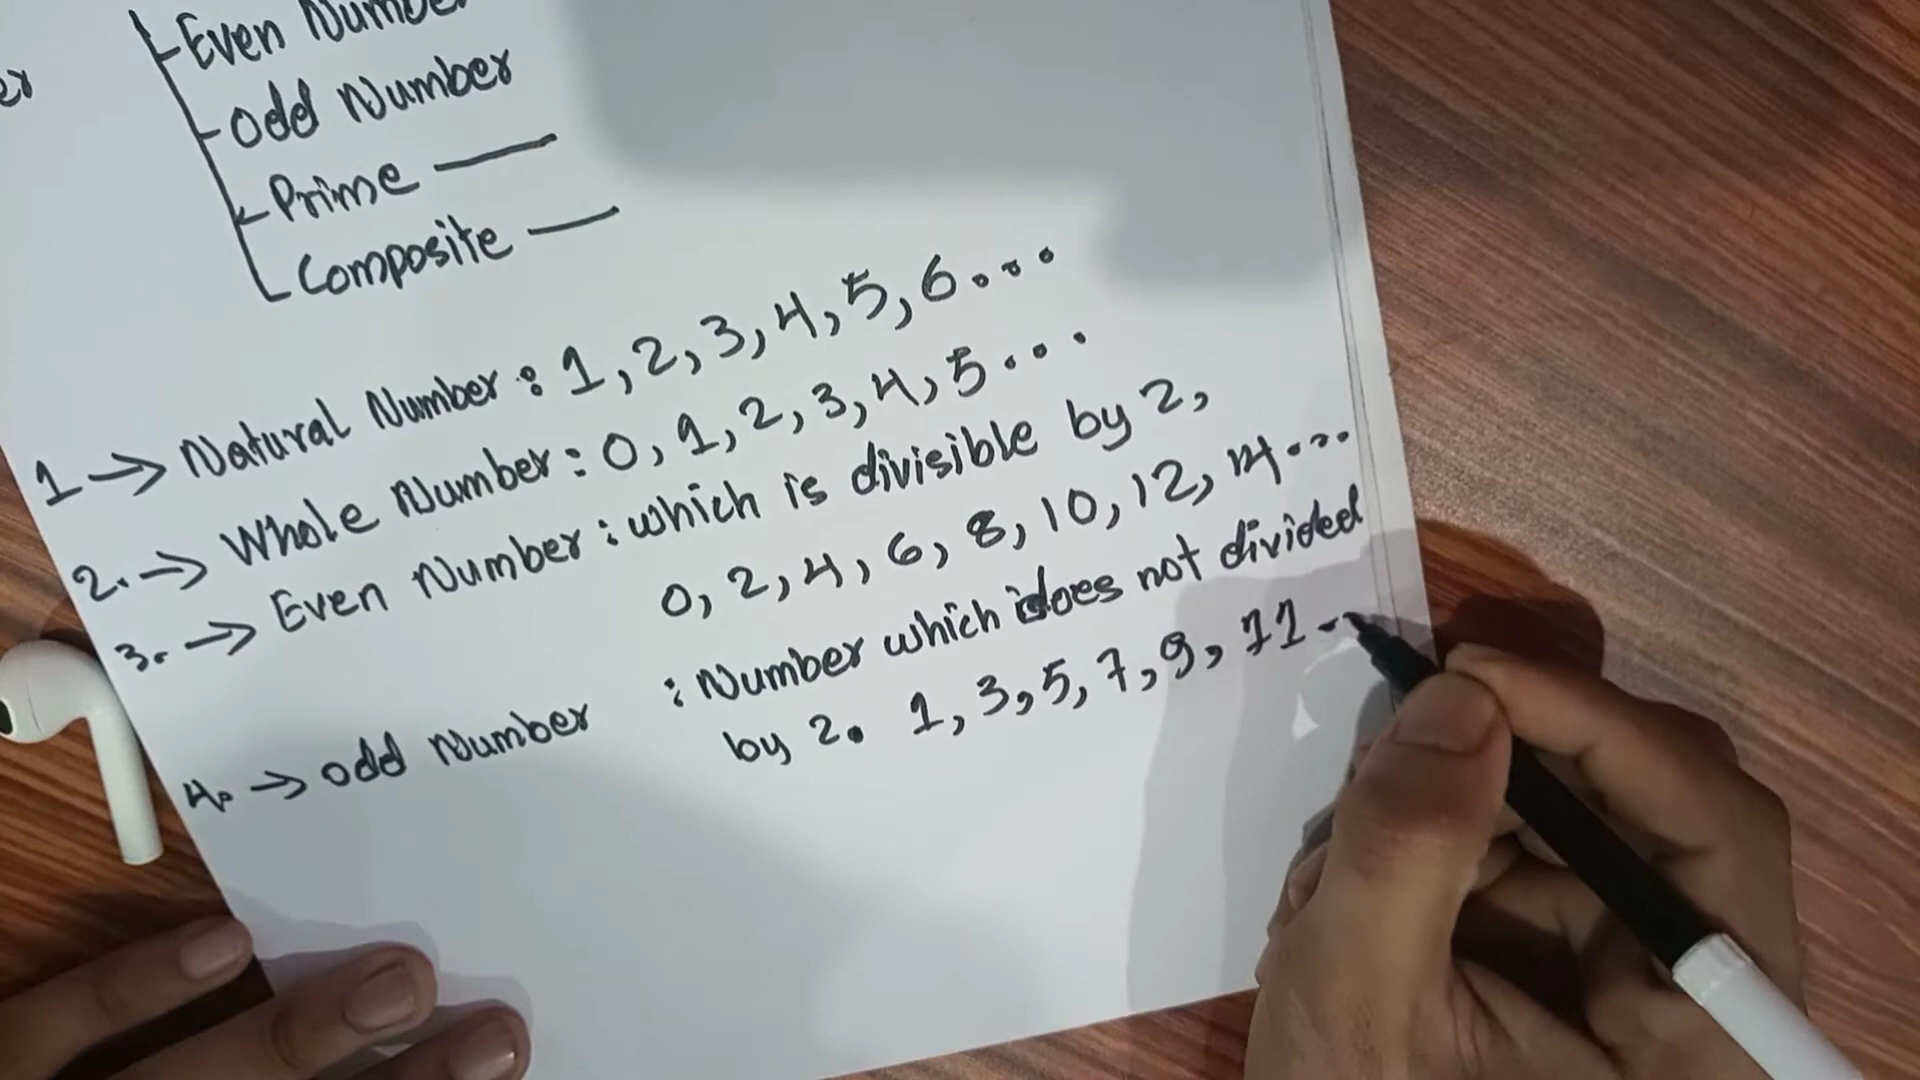 Even Number
Odd Number
Prime
Composite
1 → Natural Number : 1, 2, 3, 4, 5, 6...
2. → Whole Number : 0, 1, 2, 3, 4, 5...
3. → Even Number : which is divisible by 2,
0, 2, 4, 6, 8, 10, 12, 14....
4. → odd Number : Number which does not divided
by 2. 1, 3, 5, 7, 9, 11..